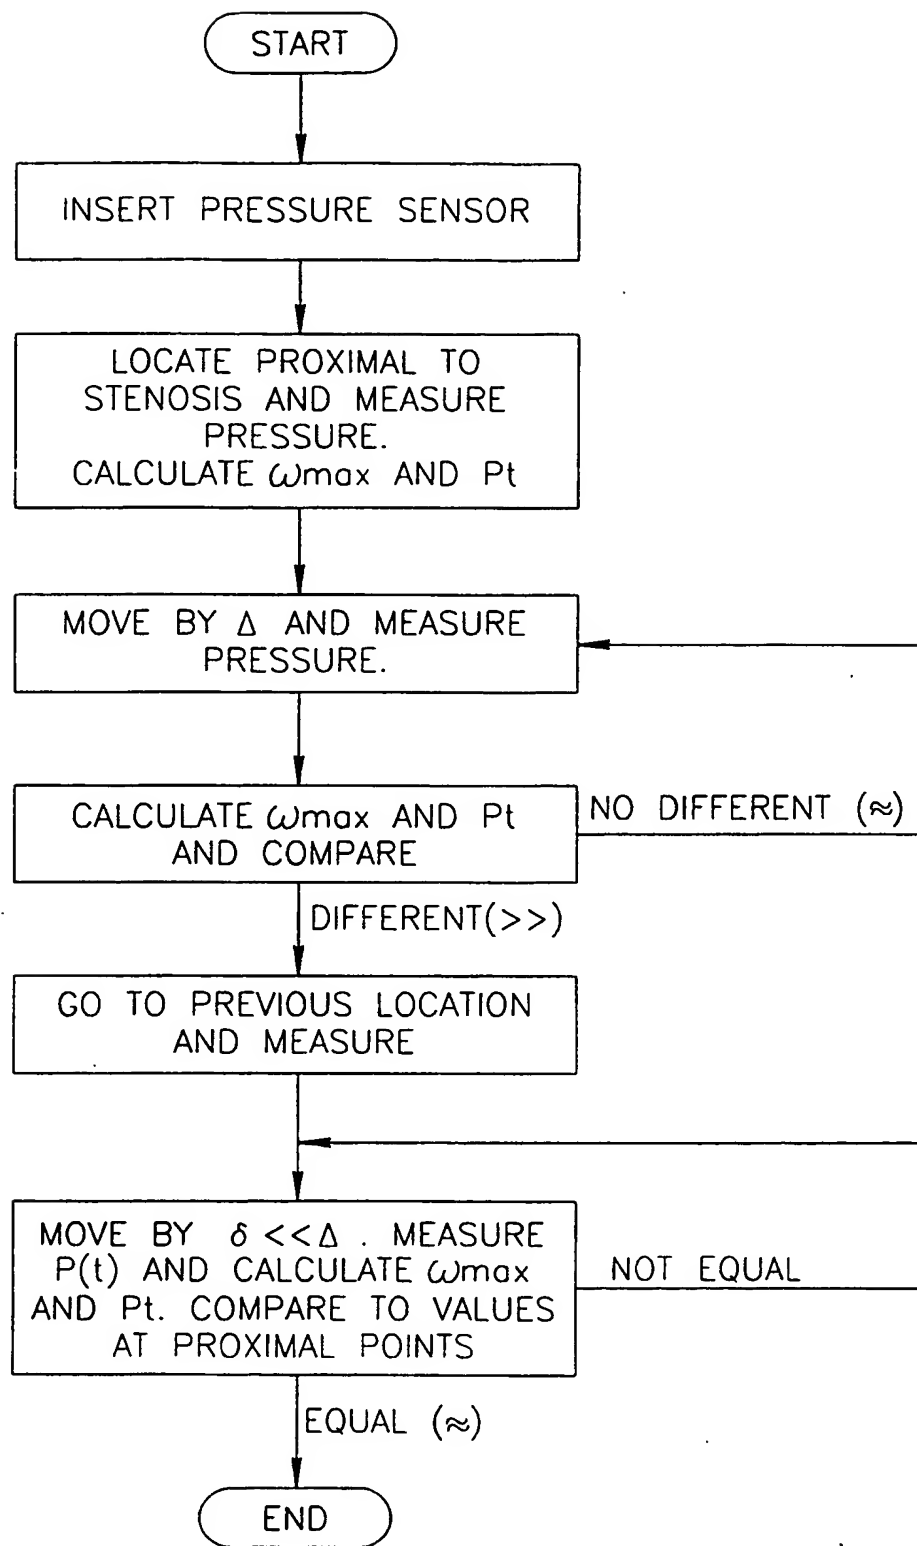 START
INSERT PRESSURE SENSOR
LOCATE PROXIMAL TO
STENOSIS AND MEASURE
PRESSURE.
CALCULATE ωmax AND Pt
MOVE BY Δ AND MEASURE
PRESSURE.
CALCULATE ωmax AND Pt
AND COMPARE
NO DIFFERENT (≈)
DIFFERENT(>>)
GO TO PREVIOUS LOCATION
AND MEASURE
MOVE BY δ <<Δ . MEASURE
P(t) AND CALCULATE ωmax
AND Pt. COMPARE TO VALUES
AT PROXIMAL POINTS
NOT EQUAL
EQUAL (≈)
END